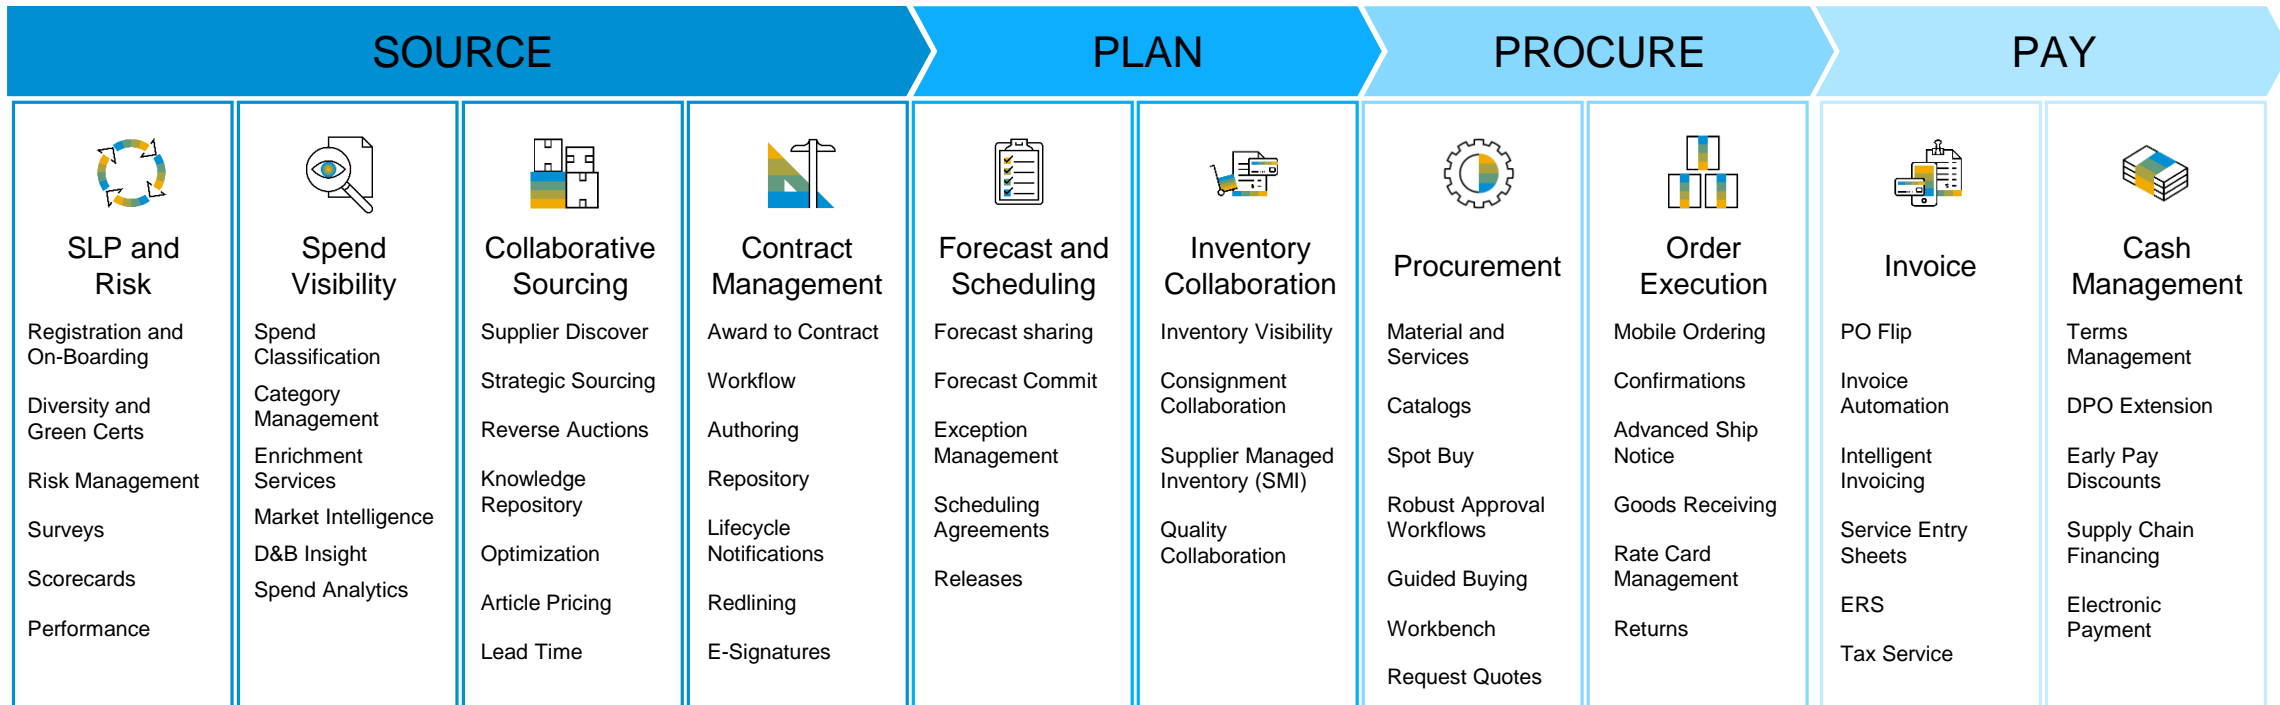 SOURCE
PLAN
PROCURE
PAY
SLP and
Risk
Registration and
On-Boarding
Diversity and
Green Certs
Risk Management
Surveys
Scorecards
Performance
Spend
Visibility
Spend
Classification
Category
Management
Enrichment
Services
Market Intelligence
D&B Insight
Spend Analytics
Collaborative
Sourcing
Supplier Discover
Strategic Sourcing
Reverse Auctions
Knowledge
Repository
Optimization
Article Pricing
Lead Time
Contract
Management
Award to Contract
Workflow
Authoring
Repository
Lifecycle
Notifications
Redlining
E-Signatures
Forecast and
Scheduling
Forecast sharing
Forecast Commit
Exception
Management
Scheduling
Agreements
Releases
Inventory
Collaboration
Inventory Visibility
Consignment
Collaboration
Supplier Managed
Inventory (SMI)
Quality
Collaboration
Procurement
Material and
Services
Catalogs
Spot Buy
Robust Approval
Workflows
Guided Buying
Workbench
Request Quotes
Order
Execution
Mobile Ordering
Confirmations
Advanced Ship
Notice
Goods Receiving
Rate Card
Management
Returns
Invoice
PO Flip
Invoice
Automation
Intelligent
Invoicing
Service Entry
Sheets
ERS
Tax Service
Cash
Management
Terms
Management
DPO Extension
Early Pay
Discounts
Supply Chain
Financing
Electronic
Payment